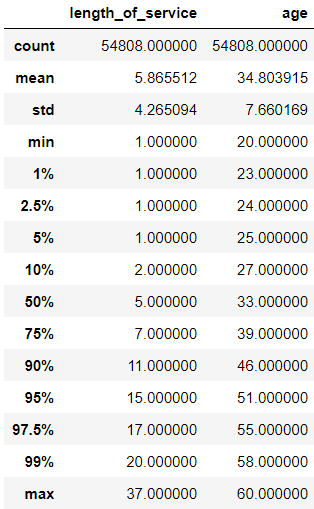 length_of_service age
count 54808.000000 54808.000000
mean 5.865512 34.803915
std 4.265094 7.660169
min 1.000000 20.000000
1% 1.000000 23.000000
2.5% 1.000000 24.000000
5% 1.000000 25.000000
10% 2.000000 27.000000
50% 5.000000 33.000000
75% 7.000000 39.000000
90% 11.000000 46.000000
95% 15.000000 51.000000
97.5% 17.000000 55.000000
99% 20.000000 58.000000
max 37.000000 60.000000